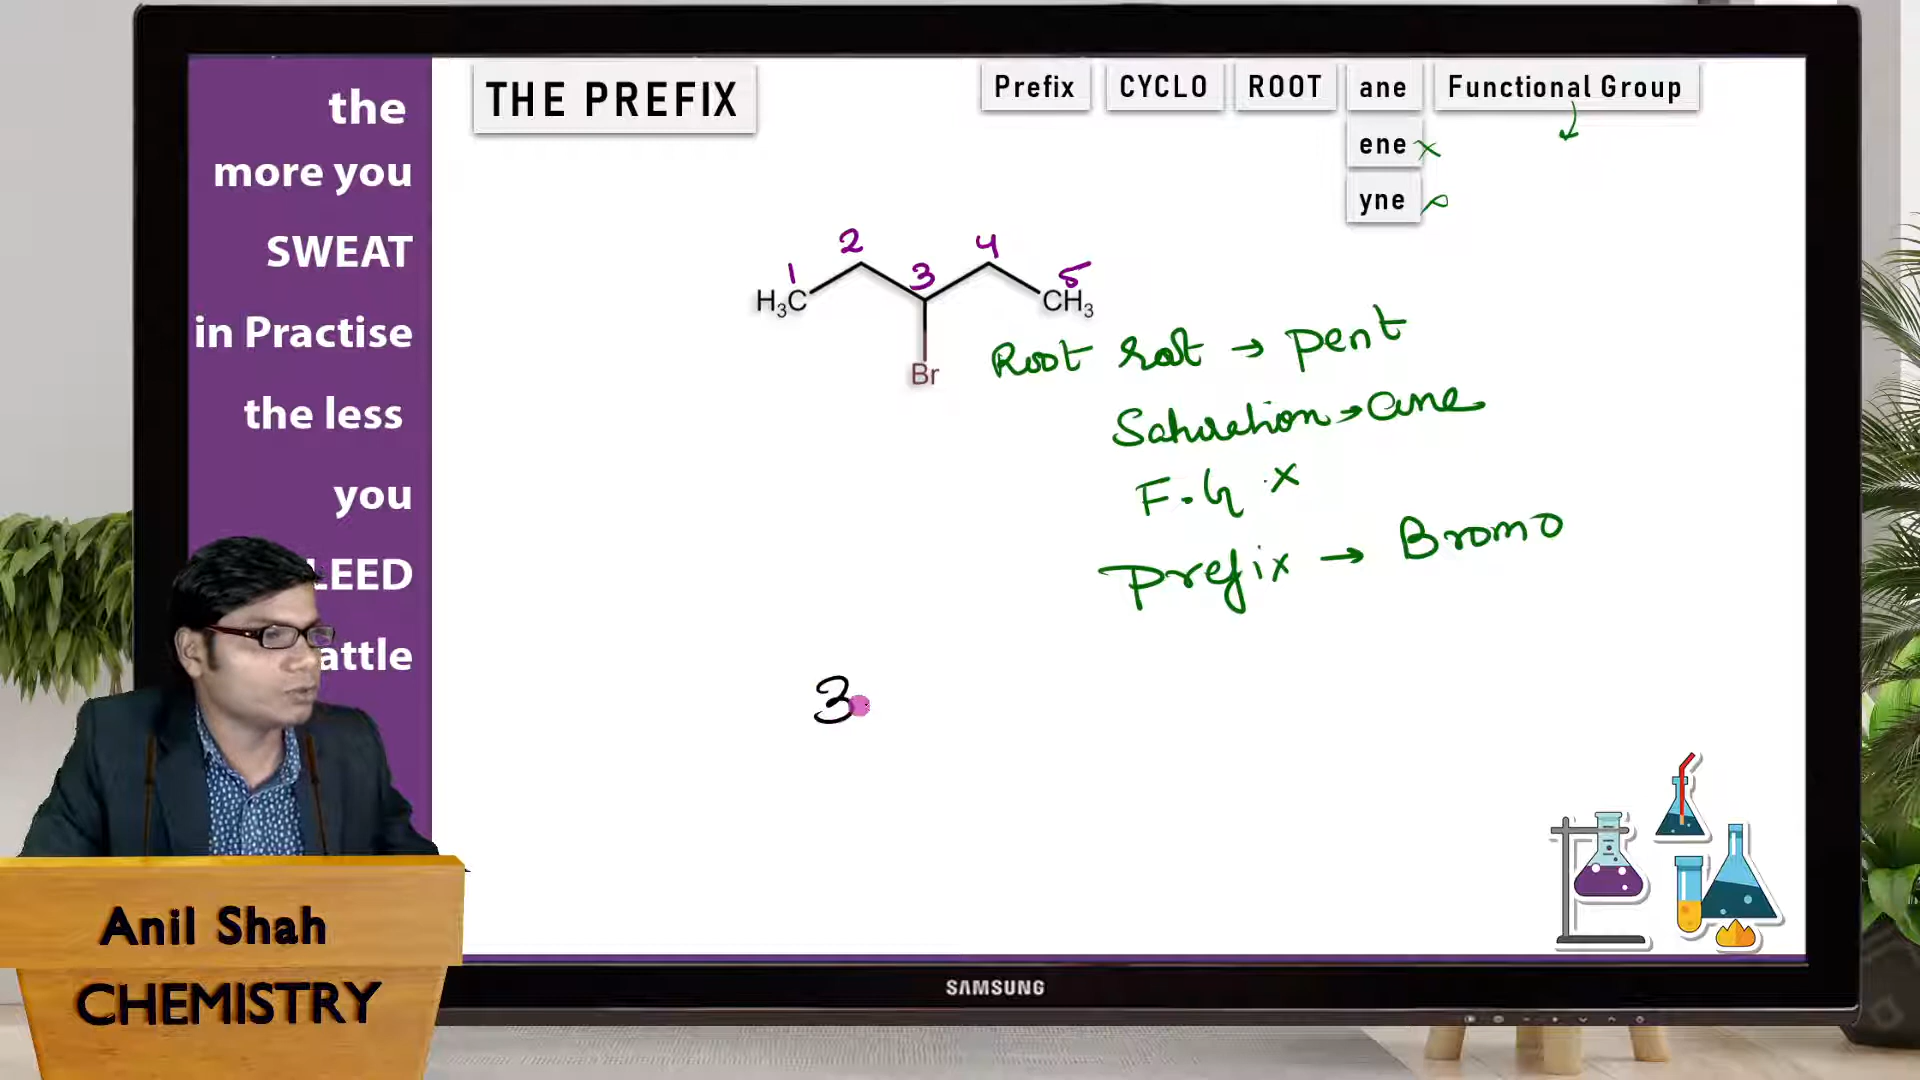 the
more you
SWEAT
in Practise
the less
you
LEED
attle
THE PREFIX
Prefix CYCLO ROOT ane Functional Group
ene x
yne
1 2 3 4 5
H₃C CH₃
Br
Root → pent
Saturation → ane
F.G x
Prefix → Bromo
3
Anil Shah
CHEMISTRY
SAMSUNG